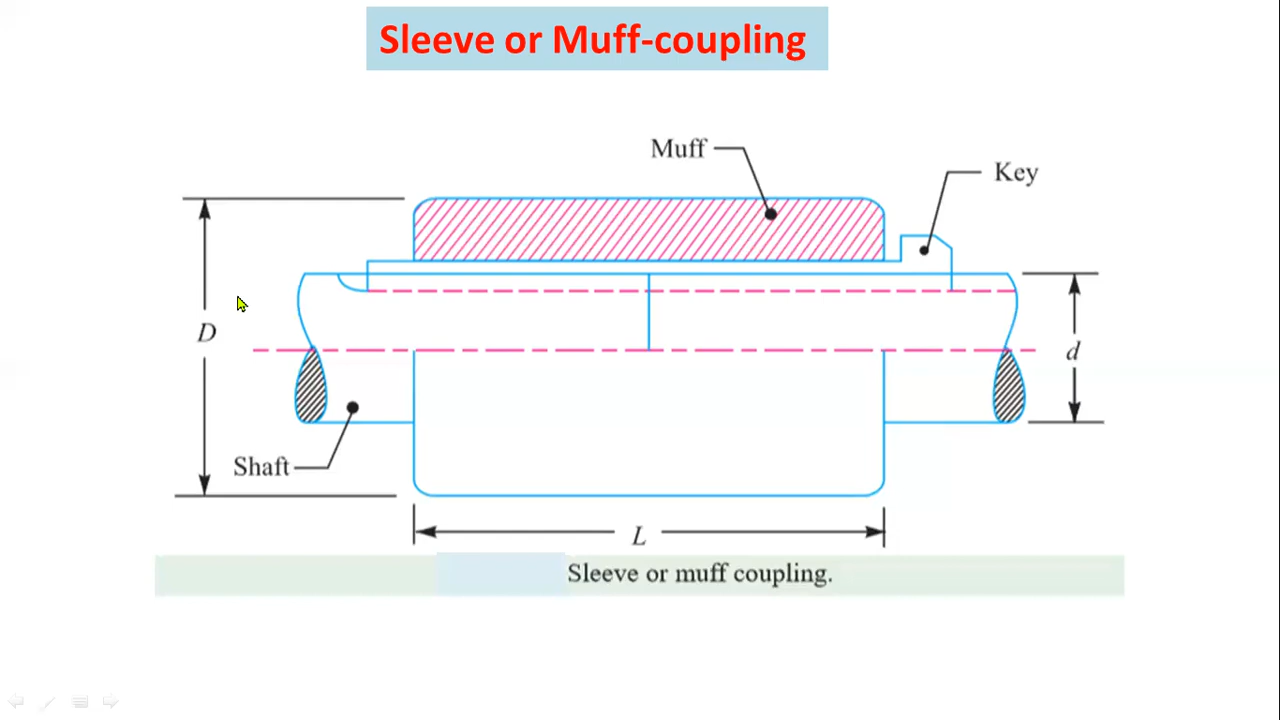 Sleeve or Muff-coupling
Muff
Key
D
d
Shaft
L
Sleeve or muff coupling.